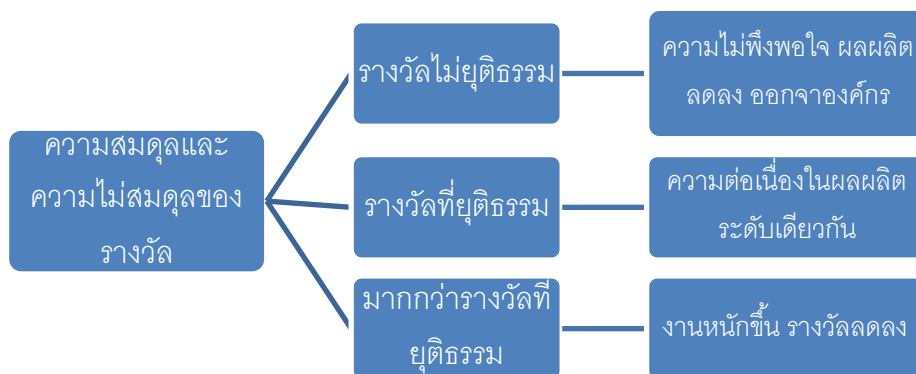 ความสมดุลและ
ความไม่สมดุลของ
รางวัล
รางวัลไม่ยุติธรรม
ความไม่พึงพอใจ ผลผลิต
ลดลง ออกจาองค์กร
รางวัลที่ยุติธรรม
ความต่อเนื่องในผลผลิต
ระดับเดียวกัน
มากกว่ารางวัลที่
ยุติธรรม
งานหนักขึ้น รางวัลลดลง